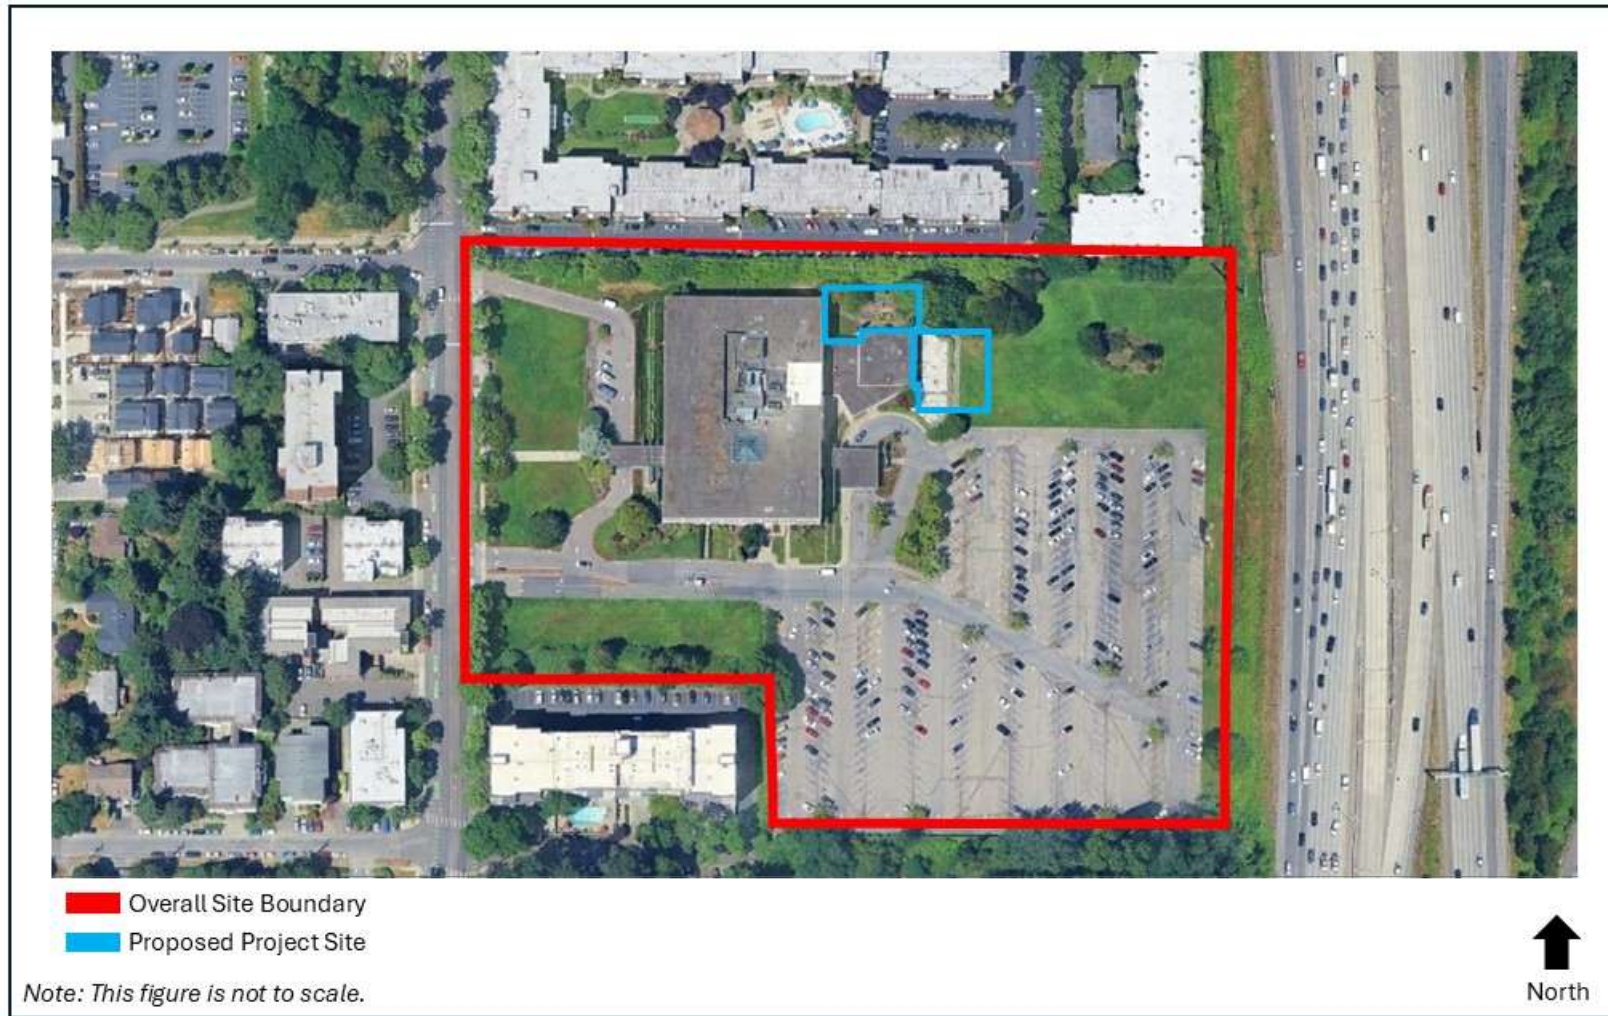 Overall Site Boundary
Proposed Project Site
Note: This figure is not to scale.
North